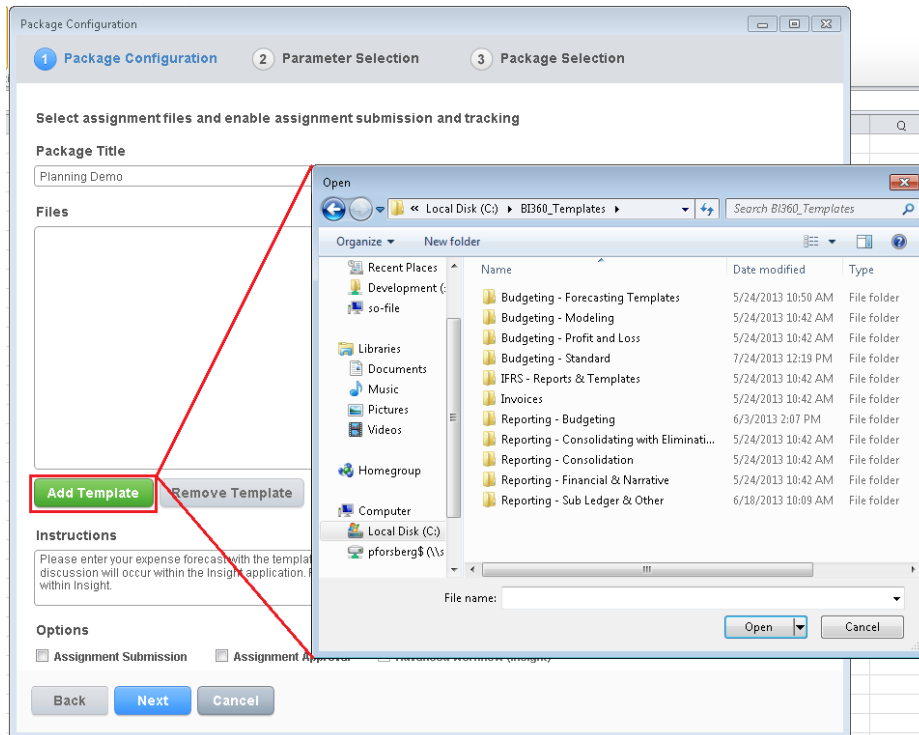 Package Configuration
1 Package Configuration 2 Parameter Selection 3 Package Selection
Select assignment files and enable assignment submission and tracking
Package Title
Planning Demo
Files
Add Template Remove Template
Instructions
Please enter your expense forecast with the templat
discussion will occur within the Insight application.
within Insight.
Options
Assignment Submission Assignment
Back Next Cancel
Q
Open
« Local Disk (C:) BI360_Templates Search BI360_Templates
Organize New folder
Recent Places
Development (
so-file
Libraries
Documents
Music
Pictures
Videos
Homegroup
Computer
Local Disk (C:)
pforsberg$ (\\s
Name Date modified Type
Budgeting - Forecasting Templates 5/24/2013 10:50 AM File folder
Budgeting - Modeling 5/24/2013 10:42 AM File folder
Budgeting - Profit and Loss 5/24/2013 10:42 AM File folder
Budgeting - Standard 7/24/2013 12:19 PM File folder
IFRS - Reports & Templates 5/24/2013 10:42 AM File folder
Invoices 5/24/2013 10:42 AM File folder
Reporting - Budgeting 6/3/2013 2:07 PM File folder
Reporting - Consolidating with Eliminati... 5/24/2013 10:42 AM File folder
Reporting - Consolidation 5/24/2013 10:42 AM File folder
Reporting - Financial & Narrative 5/24/2013 10:42 AM File folder
Reporting - Sub Ledger & Other 6/18/2013 10:09 AM File folder
File name:
Open Cancel